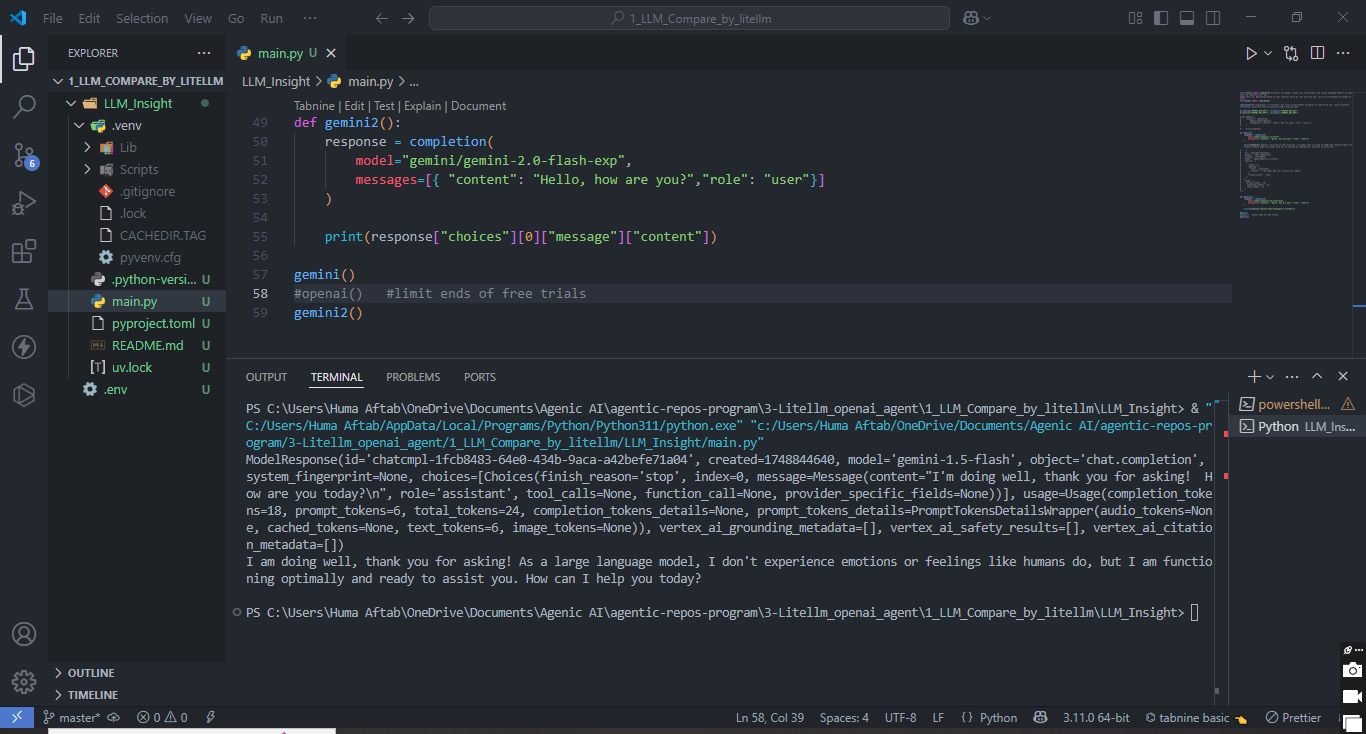 File Edit Selection View Go Run ···
1_LLM_Compare_by_litellm
EXPLORER ···
main.py U
1_LLM_COMPARE_BY_LITELLM
LLM_Insight > main.py > ...
LLM_Insight
.venv
Lib
Scripts
.gitignore
.lock
CACHEDIR.TAG
pyvenv.cfg
.python-versi... U
main.py U
pyproject.toml U
README.md U
uv.lock U
.env U
6
OUTLINE
TIMELINE
Tabnine | Edit | Test | Explain | Document
49 def gemini2():
50 response = completion(
51 model="gemini/gemini-2.0-flash-exp",
52 messages=[{ "content": "Hello, how are you?","role": "user"}]
53 )
54
55 print(response["choices"][0]["message"]["content"])
56
57 gemini()
58 #openai()   #limit ends of free trials
59 gemini2()
OUTPUT TERMINAL PROBLEMS PORTS
powershell...
Python LLM_Ins...
PS C:\Users\Huma Aftab\OneDrive\Documents\Agenic AI\agentic-repos-program\3-Litellm_openai_agent\1_LLM_Compare_by_litellm\LLM_Insight> & "
C:/Users/Huma Aftab/AppData/Local/Programs/Python/Python311/python.exe" "c:/Users/Huma Aftab/OneDrive/Documents/Agenic AI/agentic-repos-pr
ogram/3-Litellm_openai_agent/1_LLM_Compare_by_litellm/LLM_Insight/main.py"
ModelResponse(id='chatcmpl-1fcb8483-64e0-434b-9aca-a42befe71a04', created=1748844640, model='gemini-1.5-flash', object='chat.completion',
system_fingerprint=None, choices=[Choices(finish_reason='stop', index=0, message=Message(content="I'm doing well, thank you for asking!  H
ow are you today?\n", role='assistant', tool_calls=None, function_call=None, provider_specific_fields=None))], usage=Usage(completion_toke
ns=18, prompt_tokens=6, total_tokens=24, completion_tokens_details=None, prompt_tokens_details=PromptTokensDetailsWrapper(audio_tokens=Non
e, cached_tokens=None, text_tokens=6, image_tokens=None)), vertex_ai_grounding_metadata=[], vertex_ai_safety_results=[], vertex_ai_citatio
n_metadata=[])
I am doing well, thank you for asking! As a large language model, I don't experience emotions or feelings like humans do, but I am functio
ning optimally and ready to assist you. How can I help you today?
PS C:\Users\Huma Aftab\OneDrive\Documents\Agenic AI\agentic-repos-program\3-Litellm_openai_agent\1_LLM_Compare_by_litellm\LLM_Insight>
master* 0 0 Ln 58, Col 39 Spaces: 4 UTF-8 LF {} Python 3.11.0 64-bit tabnine basic Prettier